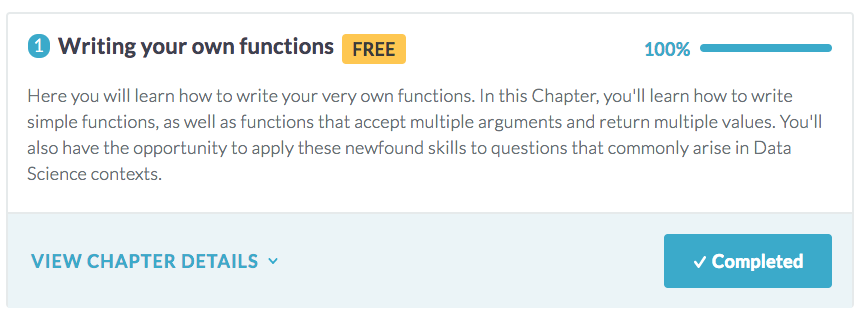 1 Writing your own functions FREE 100%
Here you will learn how to write your very own functions. In this Chapter, you'll learn how to write
simple functions, as well as functions that accept multiple arguments and return multiple values. You'll
also have the opportunity to apply these newfound skills to questions that commonly arise in Data
Science contexts.
VIEW CHAPTER DETAILS Completed